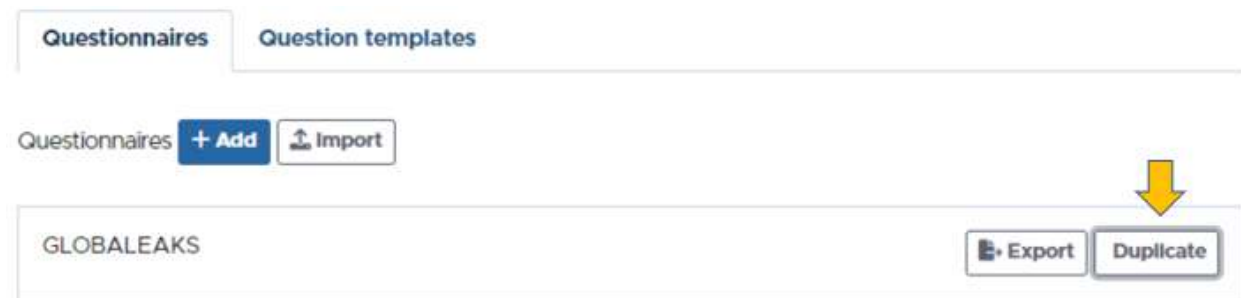 Questionnaires Question templates
Questionnaires + Add Import
GLOBALEAKS Export Duplicate